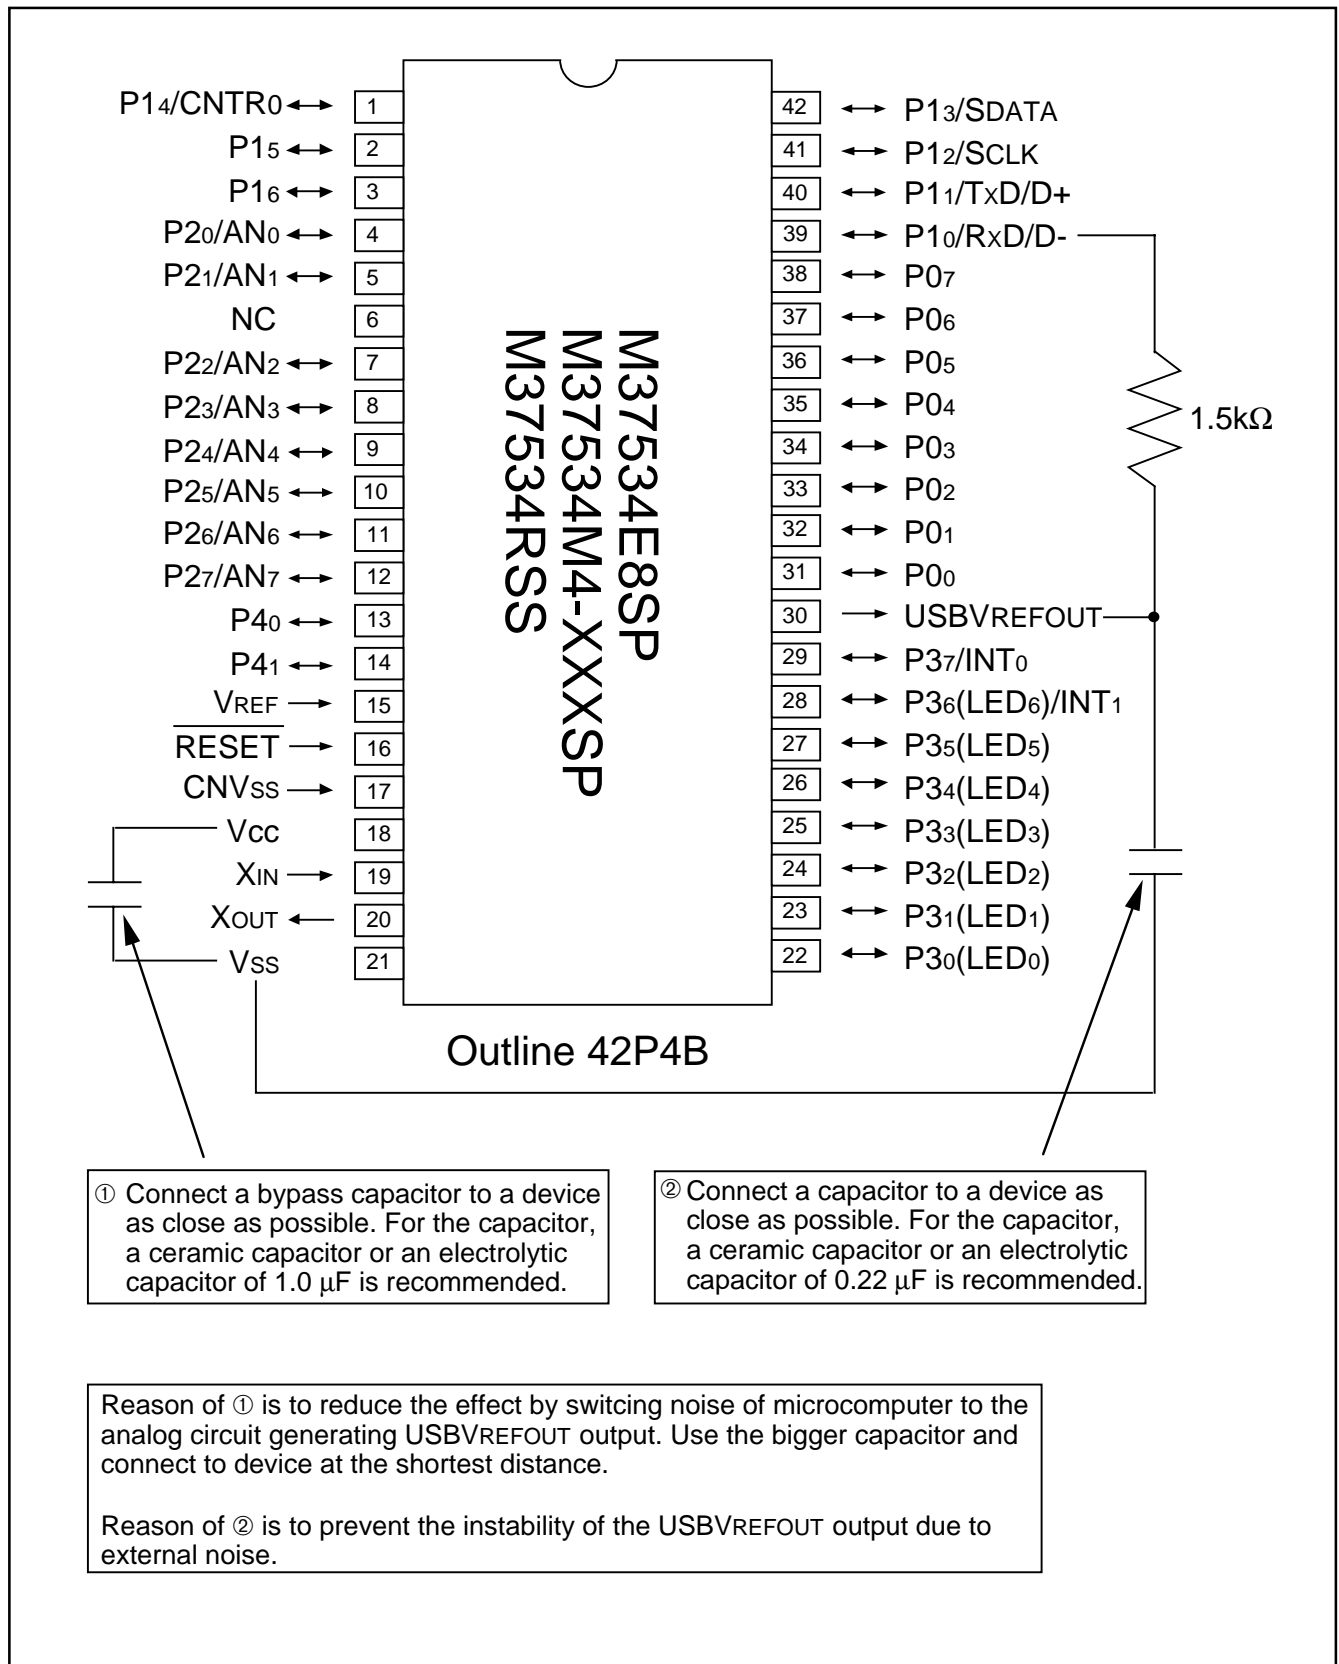 P14/CNTR0 1
P15 2
P16 3
P20/AN0 4
P21/AN1 5
NC 6
P22/AN2 7
P23/AN3 8
P24/AN4 9
P25/AN5 10
P26/AN6 11
P27/AN7 12
P40 13
P41 14
VREF 15
RESET 16
CNVSS 17
VCC 18
XIN 19
XOUT 20
VSS 21
M37534E8SP
M37534M4-XXXSP
M37534RSS
42 P13/SDATA
41 P12/SCLK
40 P11/TXD/D+
39 P10/RXD/D-
38 P07
37 P06
36 P05
35 P04
34 P03
33 P02
32 P01
31 P00
30 USBVREFOUT
29 P37/INT0
28 P36(LED6)/INT1
27 P35(LED5)
26 P34(LED4)
25 P33(LED3)
24 P32(LED2)
23 P31(LED1)
22 P30(LED0)
1.5kΩ
Outline 42P4B
① Connect a bypass capacitor to a device
as close as possible. For the capacitor,
a ceramic capacitor or an electrolytic
capacitor of 1.0 μF is recommended.
② Connect a capacitor to a device as
close as possible. For the capacitor,
a ceramic capacitor or an electrolytic
capacitor of 0.22 μF is recommended.
Reason of ① is to reduce the effect by switcing noise of microcomputer to the
analog circuit generating USBVREFOUT output. Use the bigger capacitor and
connect to device at the shortest distance.
Reason of ② is to prevent the instability of the USBVREFOUT output due to
external noise.